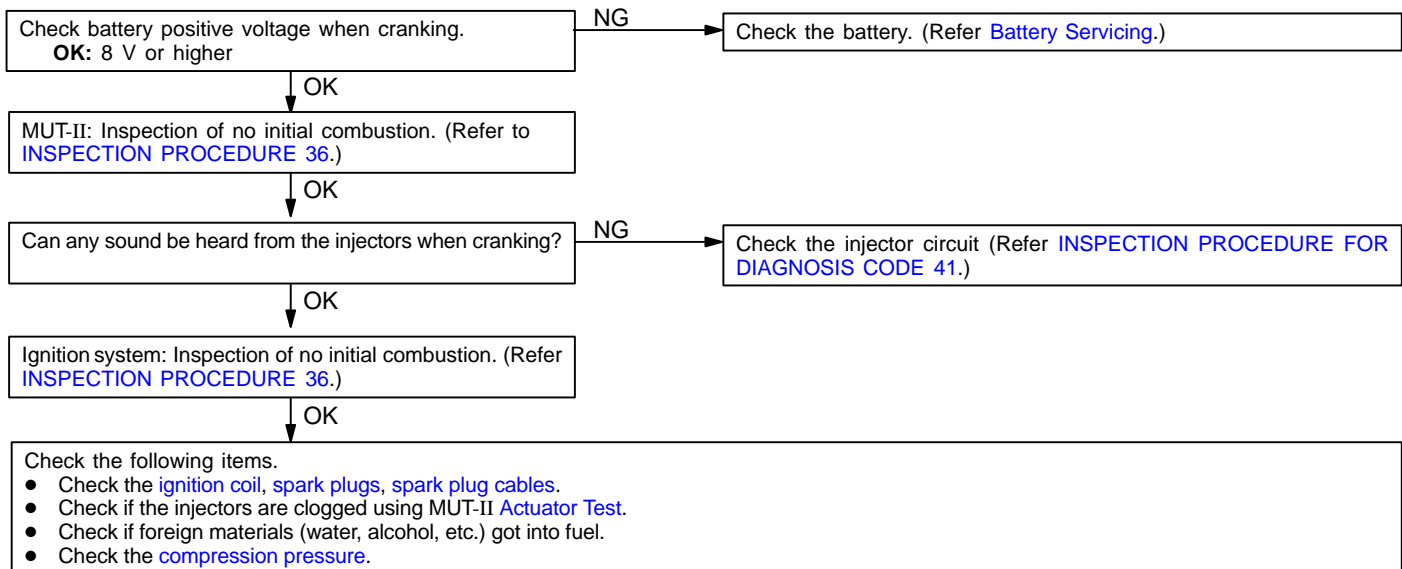 Check battery positive voltage when cranking.
OK: 8 V or higher
NG
Check the battery. (Refer Battery Servicing.)
OK
MUT-II: Inspection of no initial combustion. (Refer to
INSPECTION PROCEDURE 36.)
OK
Can any sound be heard from the injectors when cranking?
NG
Check the injector circuit (Refer INSPECTION PROCEDURE FOR
DIAGNOSIS CODE 41.)
OK
Ignition system: Inspection of no initial combustion. (Refer
INSPECTION PROCEDURE 36.)
OK
Check the following items.
● Check the ignition coil, spark plugs, spark plug cables.
● Check if the injectors are clogged using MUT-II Actuator Test.
● Check if foreign materials (water, alcohol, etc.) got into fuel.
● Check the compression pressure.